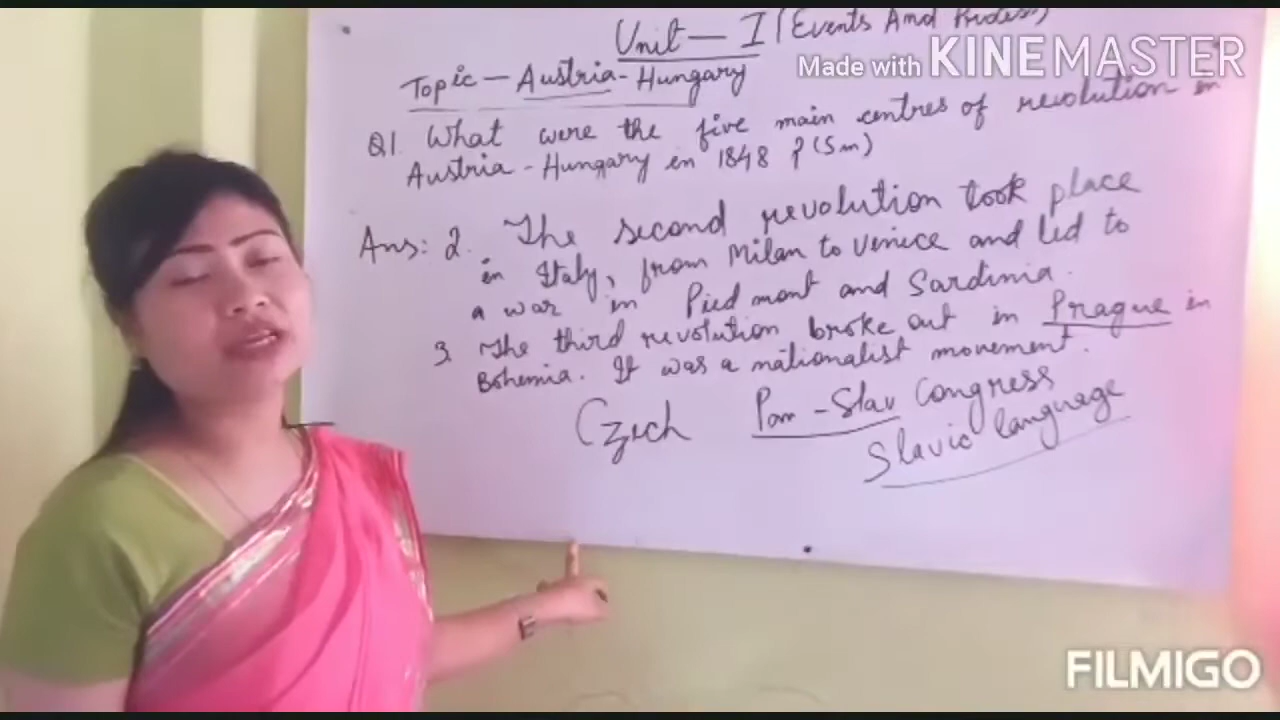 Unit - I (Events And Process)
Made with KINEMASTER
Topic - Austria - Hungary
Q1. What were the five main centres of revolution in
Austria - Hungary in 1848 ? (5m)
Ans: 2. The second revolution took place
in Italy, from Milan to Venice and led to
a war in Piedmont and Sardinia.
3. The third revolution broke out in Prague in
Bohemia. It was a nationalist movement.
Czech Pan - Slav Congress
Slavic language
FILMIGO